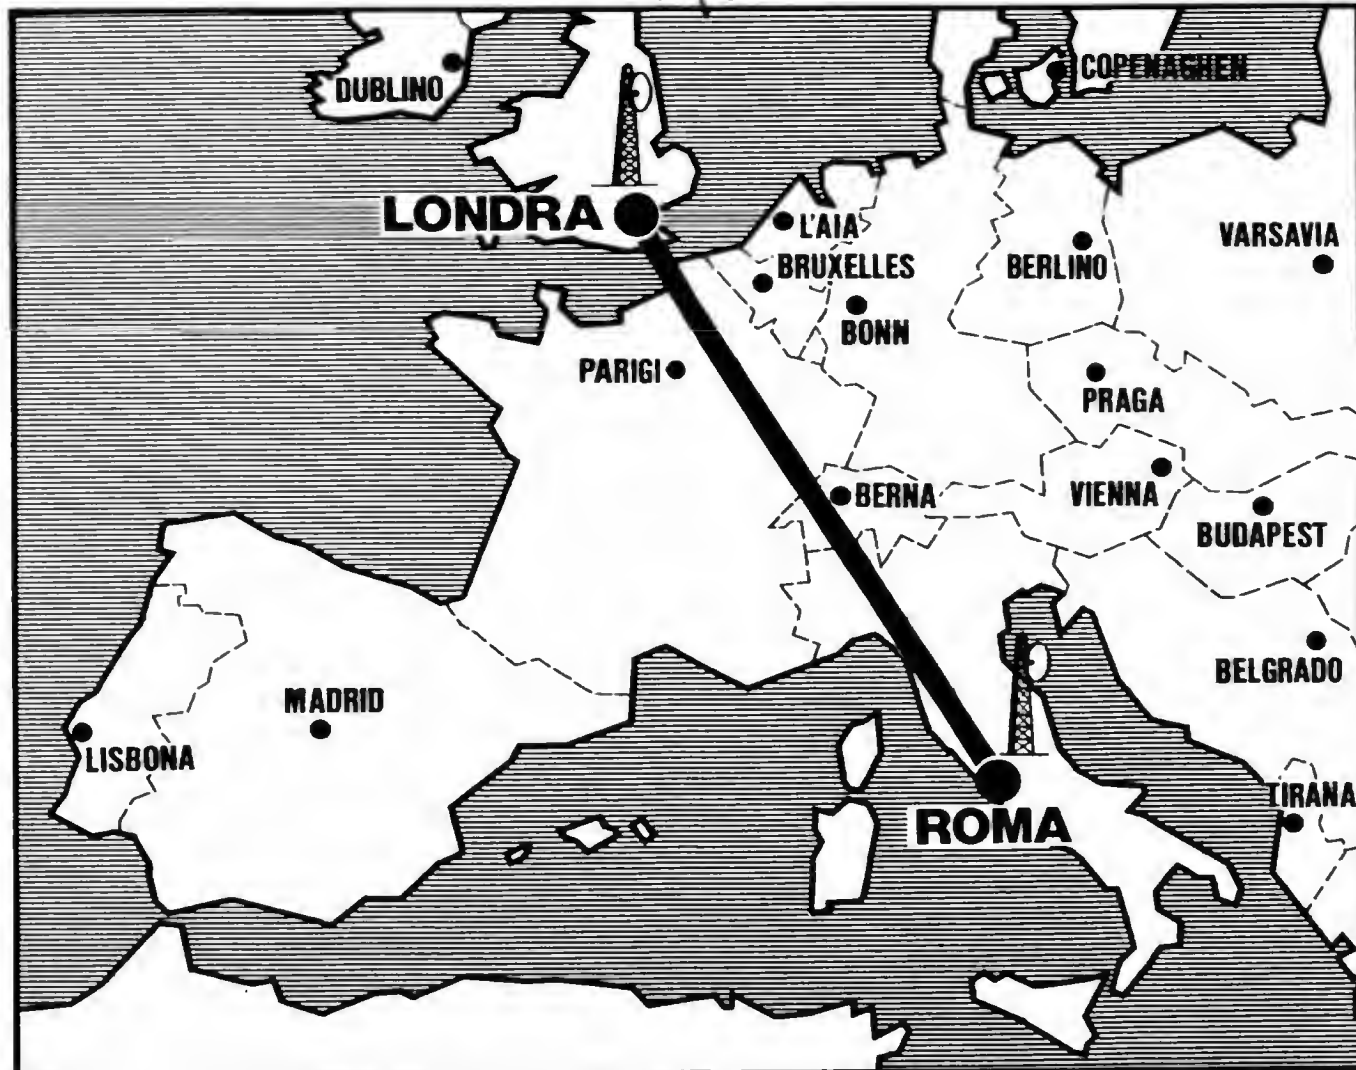 DUBLINO
COPENAGHEN
LONDRA
L'AIA
VARSAVIA
BRUXELLES
BERLINO
BONN
PARIGI
PRAGA
BERNA
VIENNA
BUDAPEST
BELGRADO
MADRID
LISBONA
TIRANA
ROMA